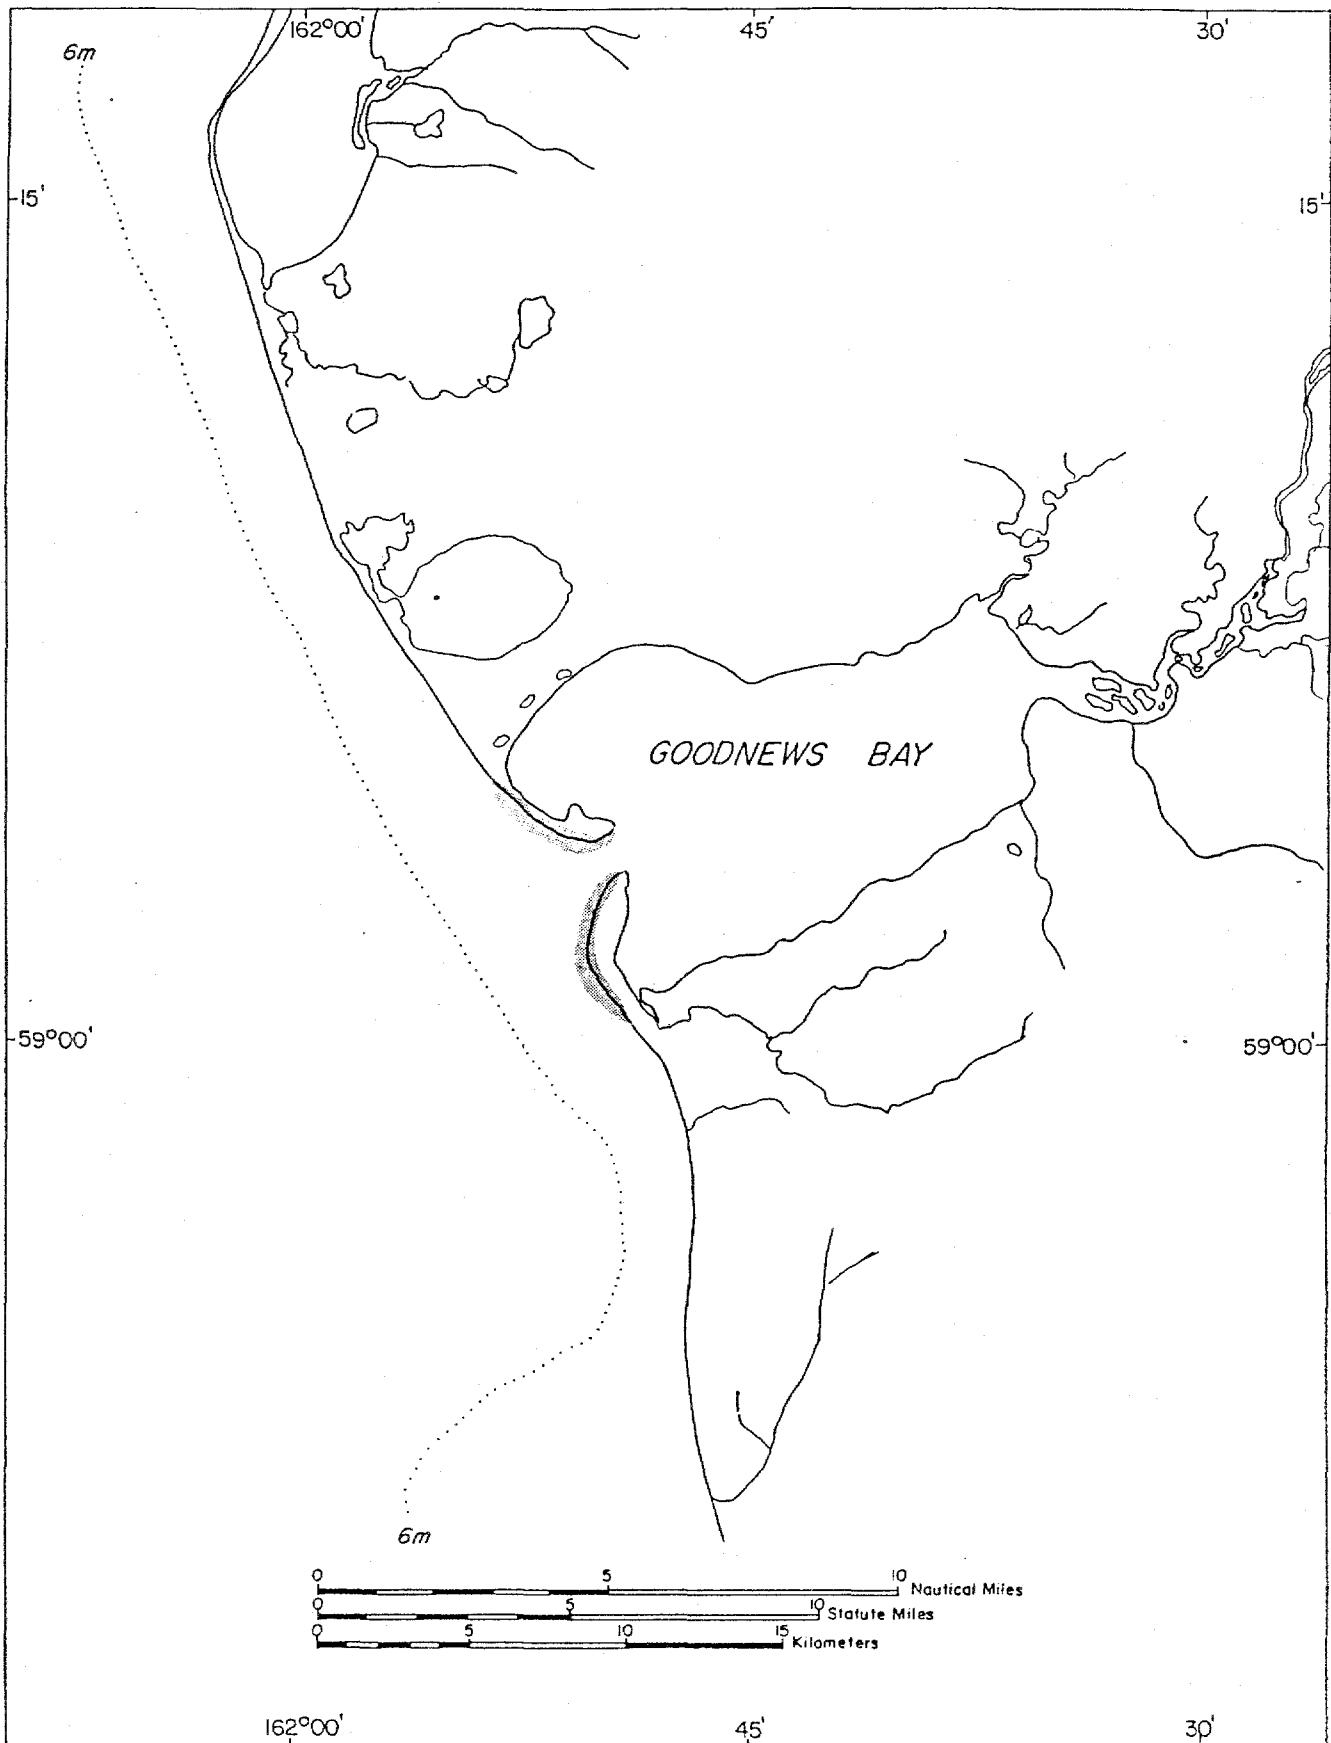 162°00' 45' 30'
6m
15' 15'
GOODNEWS BAY
59°00' 59°00'
6m
0 5 10 Nautical Miles
0 5 10 Statute Miles
0 5 10 15 Kilometers
162°00' 45' 30'